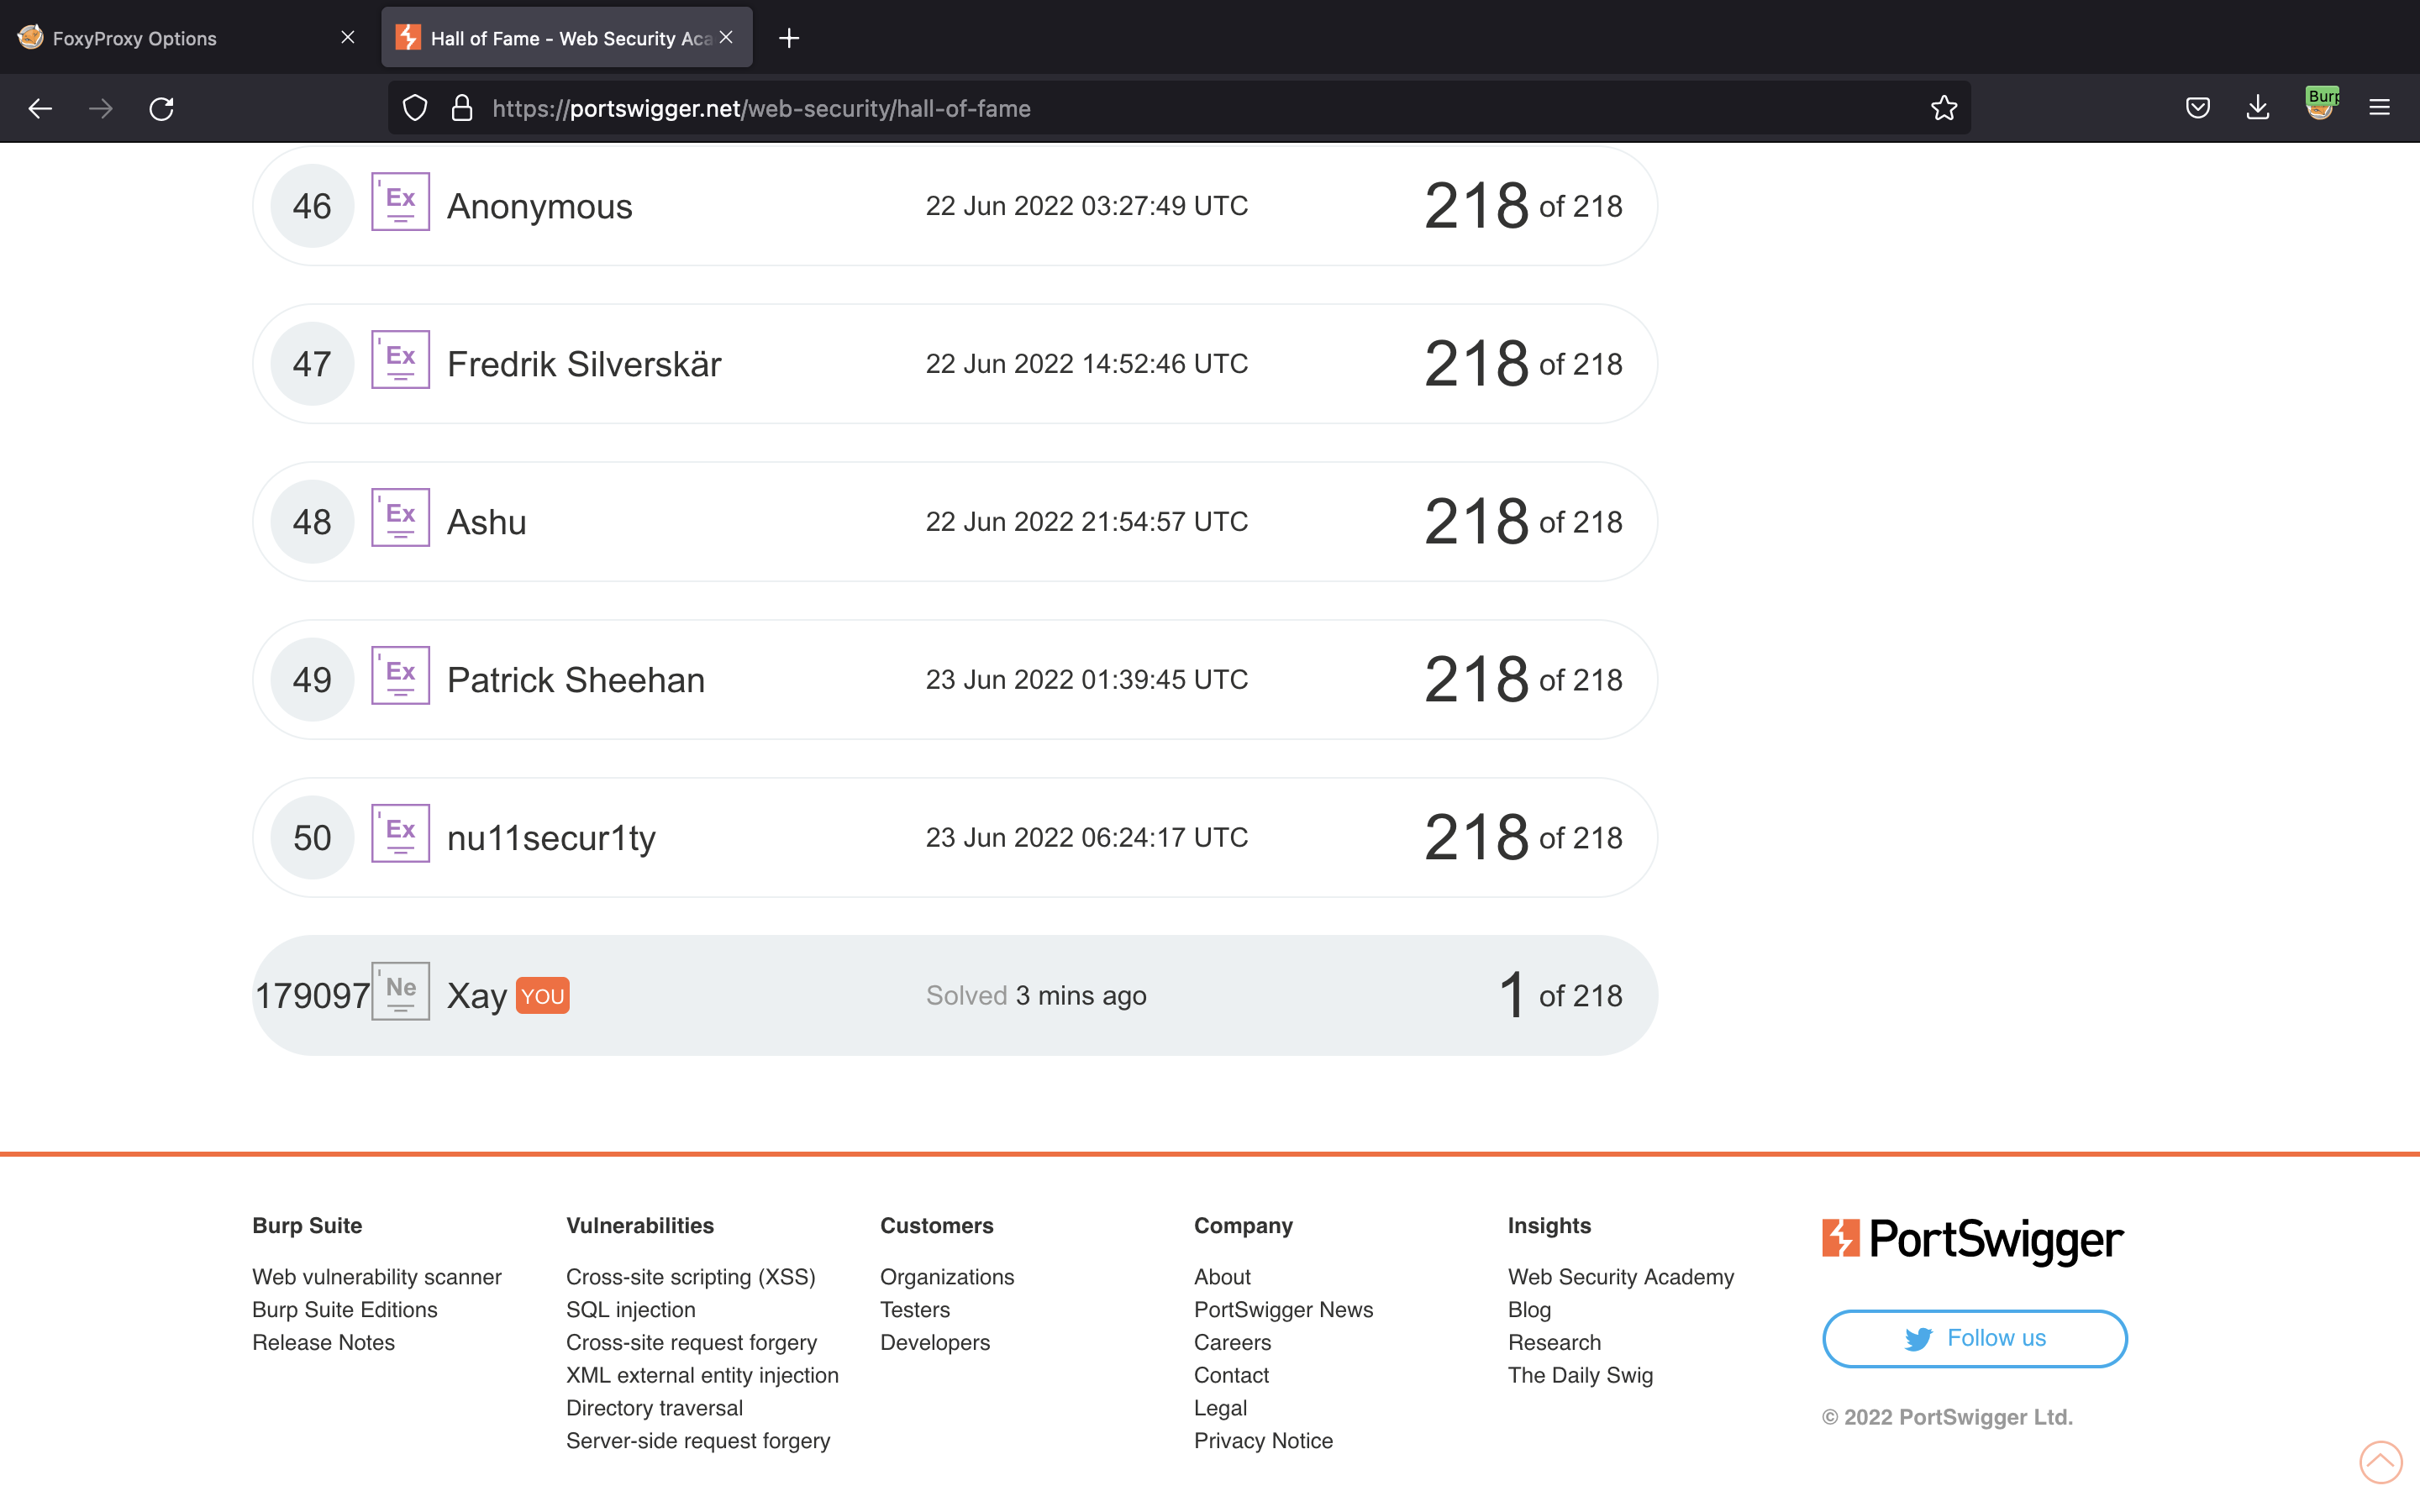 FoxyProxy Options
Hall of Fame - Web Security Aca
https://portswigger.net/web-security/hall-of-fame
Burp
46 Ex Anonymous 22 Jun 2022 03:27:49 UTC 218 of 218
47 Ex Fredrik Silverskär 22 Jun 2022 14:52:46 UTC 218 of 218
48 Ex Ashu 22 Jun 2022 21:54:57 UTC 218 of 218
49 Ex Patrick Sheehan 23 Jun 2022 01:39:45 UTC 218 of 218
50 Ex nu11secur1ty 23 Jun 2022 06:24:17 UTC 218 of 218
179097 Ne Xay YOU Solved 3 mins ago 1 of 218
Burp Suite
Web vulnerability scanner
Burp Suite Editions
Release Notes
Vulnerabilities
Cross-site scripting (XSS)
SQL injection
Cross-site request forgery
XML external entity injection
Directory traversal
Server-side request forgery
Customers
Organizations
Testers
Developers
Company
About
PortSwigger News
Careers
Contact
Legal
Privacy Notice
Insights
Web Security Academy
Blog
Research
The Daily Swig
PortSwigger
Follow us
© 2022 PortSwigger Ltd.